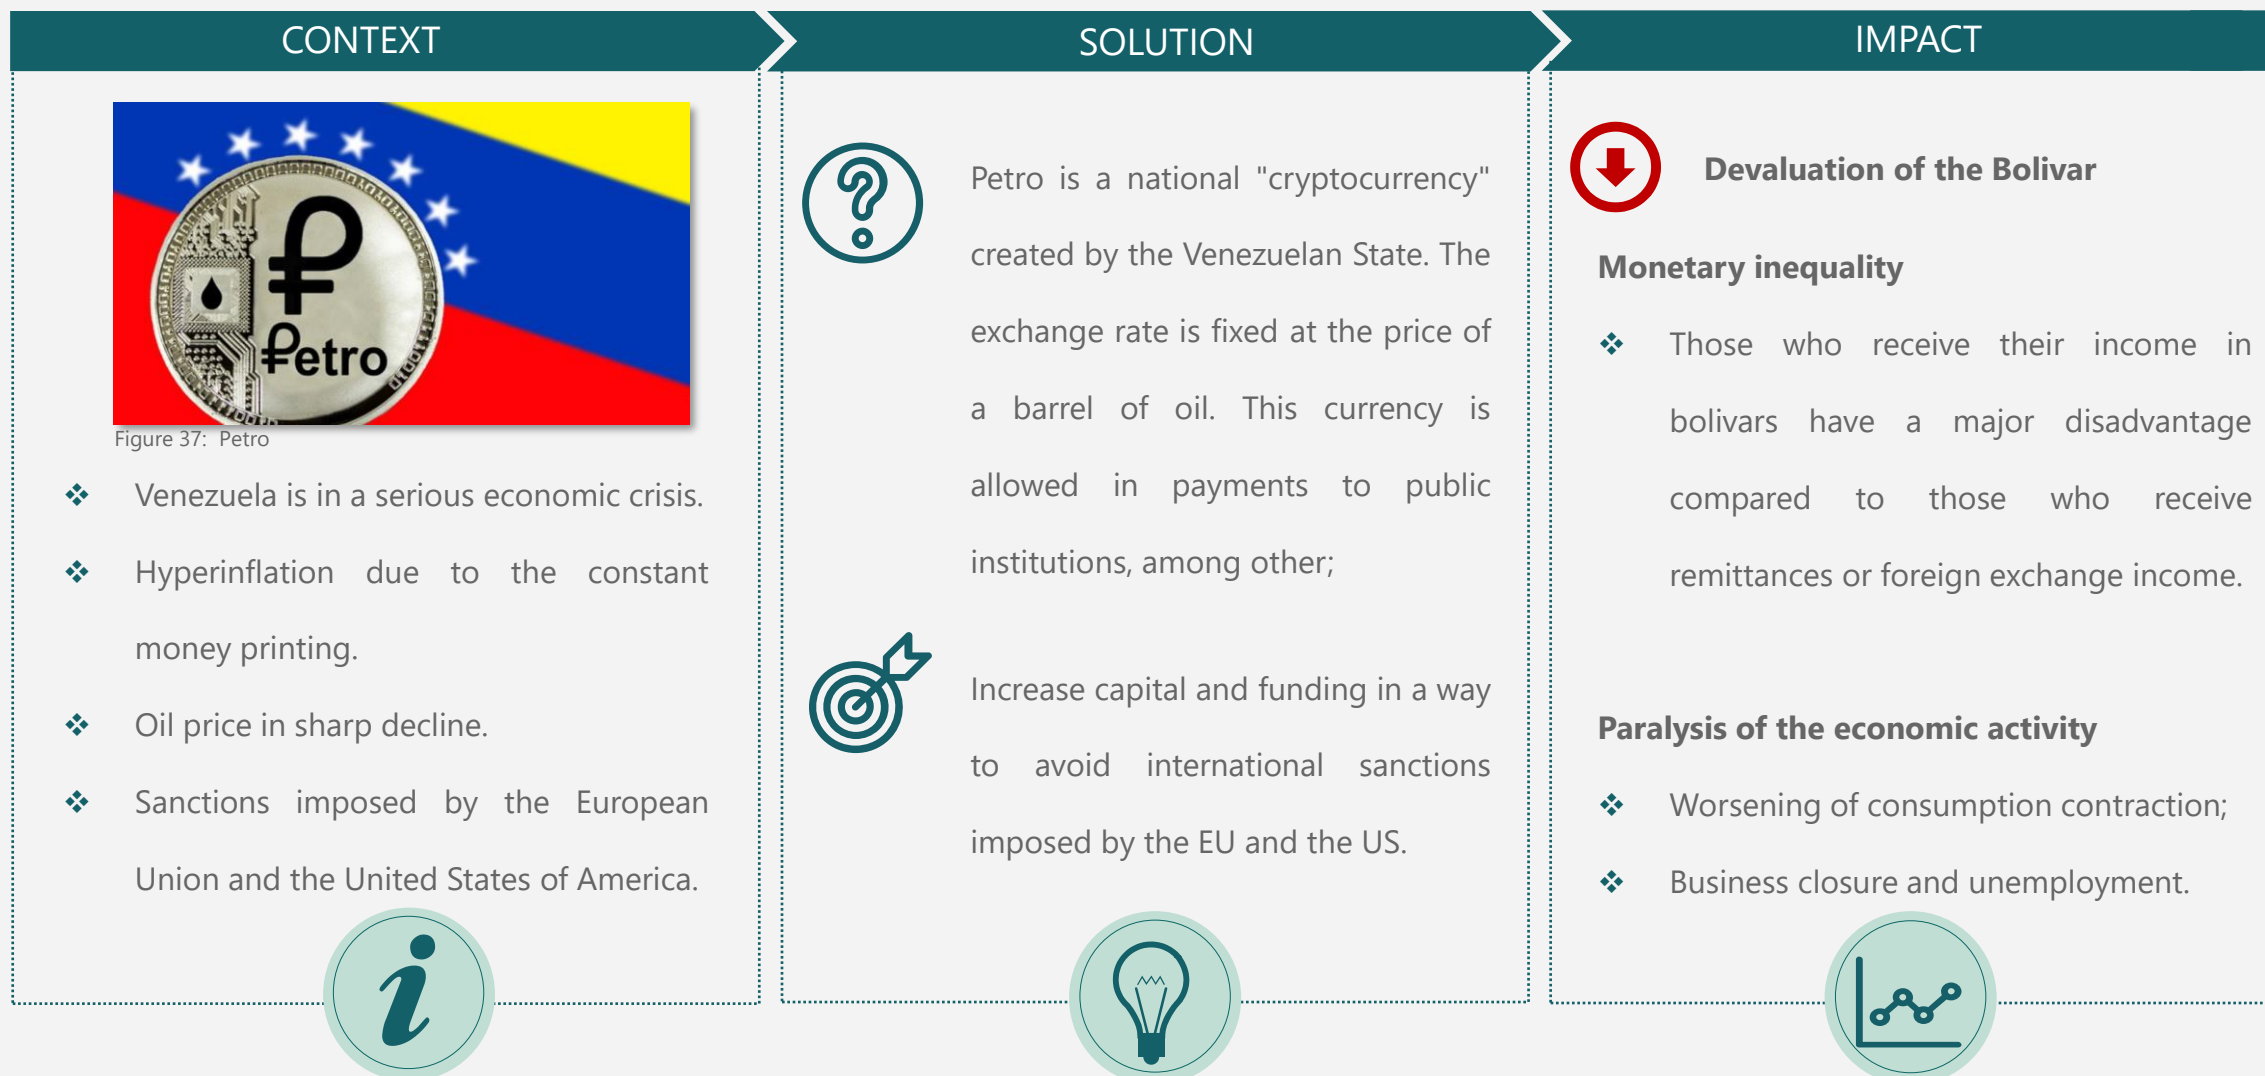 CONTEXT
₽
Petro
Figure 37: Petro
❖ Venezuela is in a serious economic crisis.
❖ Hyperinflation due to the constant
money printing.
❖ Oil price in sharp decline.
❖ Sanctions imposed by the European
Union and the United States of America.
SOLUTION
Petro is a national "cryptocurrency"
created by the Venezuelan State. The
exchange rate is fixed at the price of
a barrel of oil. This currency is
allowed in payments to public
institutions, among other;
Increase capital and funding in a way
to avoid international sanctions
imposed by the EU and the US.
IMPACT
Devaluation of the Bolivar
Monetary inequality
❖ Those who receive their income in
bolivars have a major disadvantage
compared to those who receive
remittances or foreign exchange income.
Paralysis of the economic activity
❖ Worsening of consumption contraction;
❖ Business closure and unemployment.